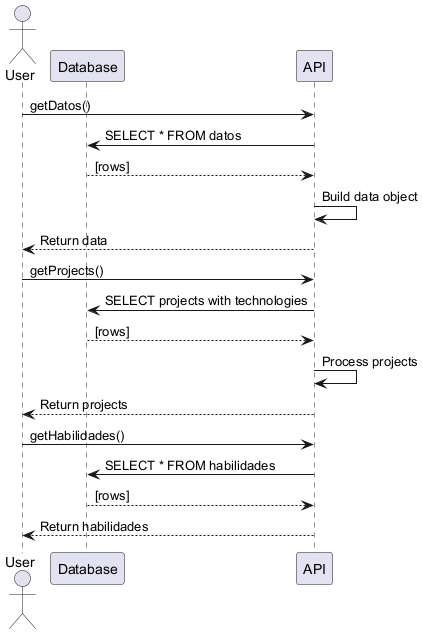 User
Database
API
getDatos()
SELECT * FROM datos
[rows]
Build data object
Return data
getProjects()
SELECT projects with technologies
[rows]
Process projects
Return projects
getHabilidades()
SELECT * FROM habilidades
[rows]
Return habilidades
User
Database
API